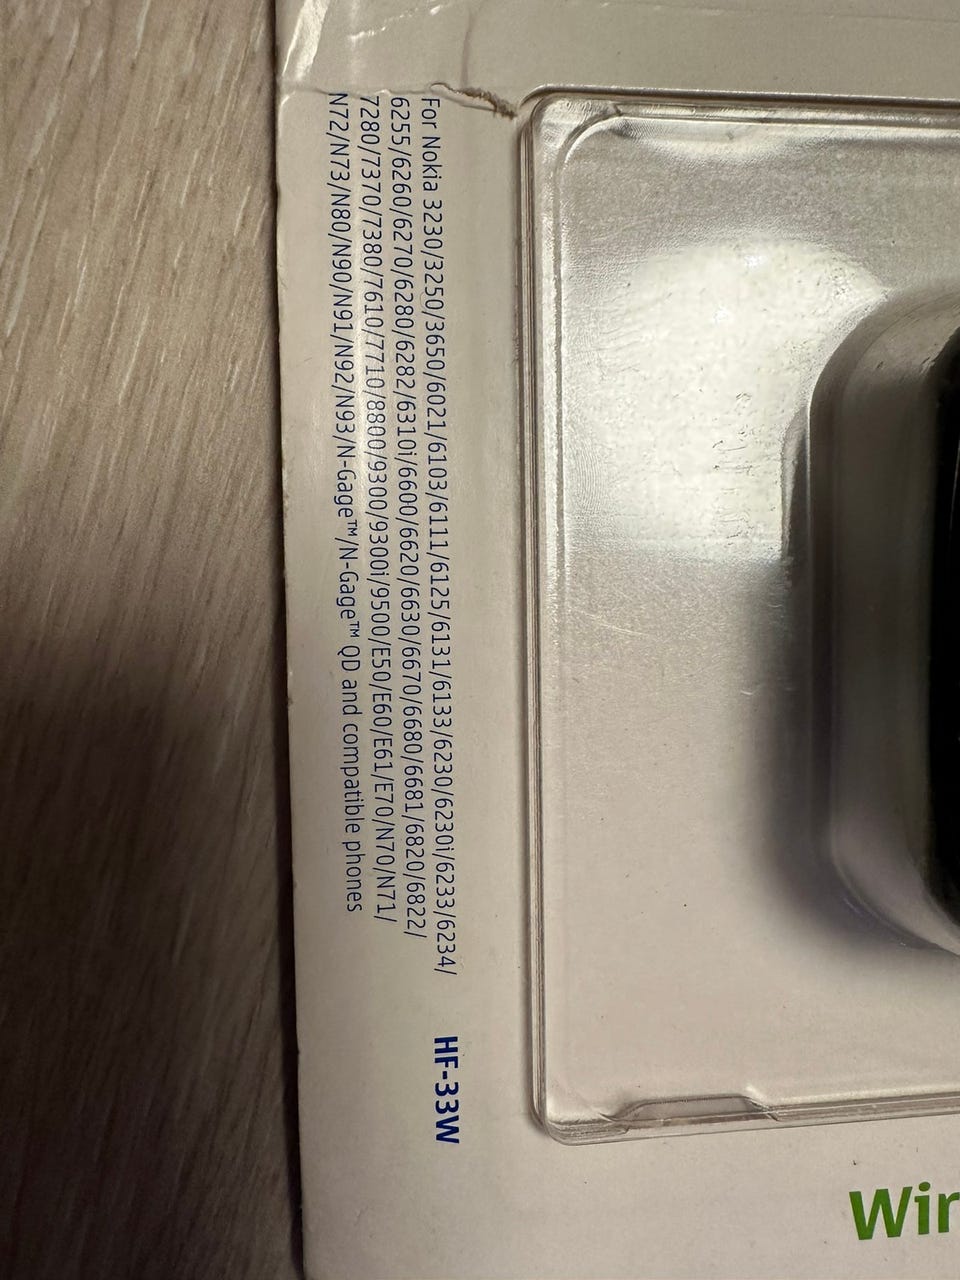 For Nokia 3230/3250/3650/6021/6103/6111/6125/6131/6133/6230/6230i/6233/6234/
6255/6260/6270/6280/6282/6310i/6600/6620/6630/6670/6680/6681/6820/6822/
7280/7370/7380/7610/7710/8800/9300/9300i/9500/E50/E60/E61/E70/N70/N71/
N72/N73/N80/N90/N91/N92/N93/N-Gage™/N-Gage™ QD and compatible phones
HF-33W
Wir